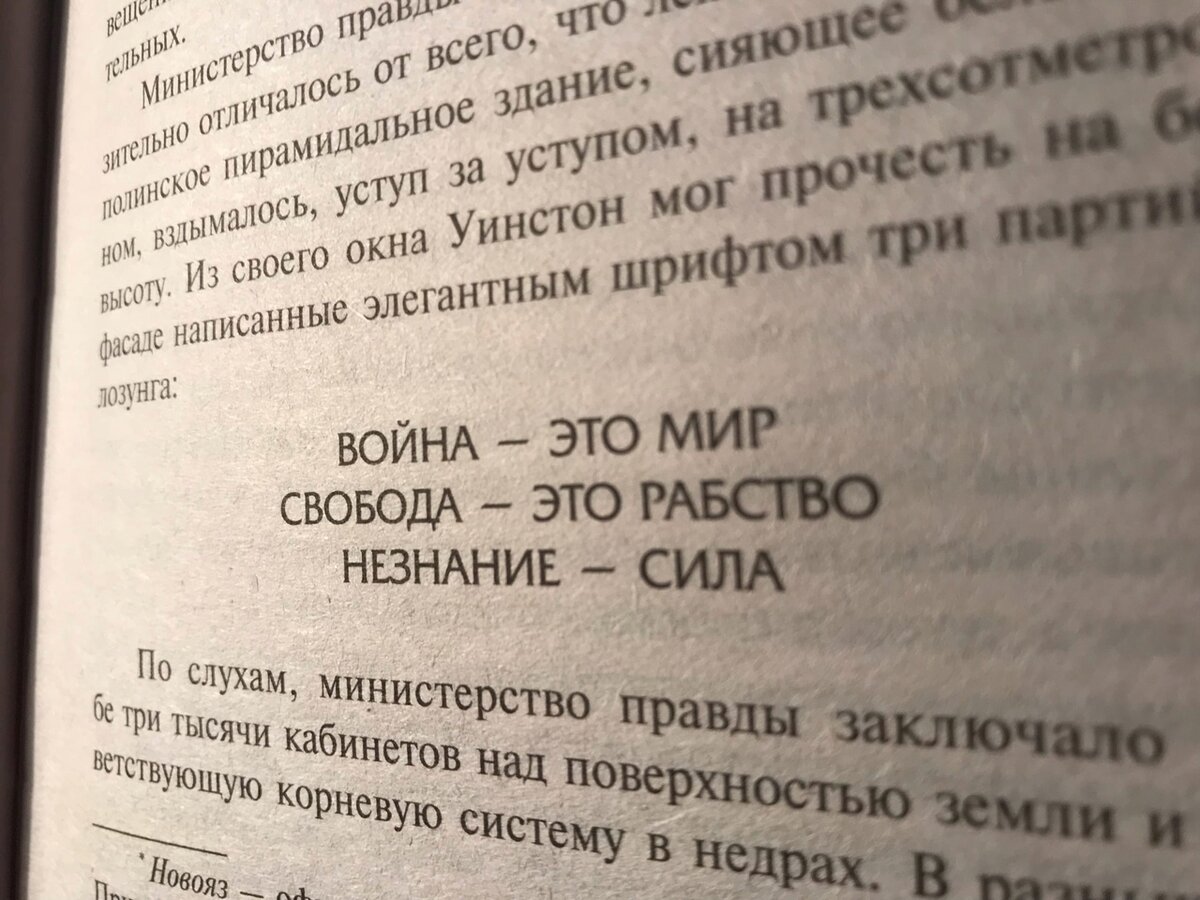 тельных.
Министерство правды
зительно отличалось от всего, что
полинское пирамидальное здание, сияющее
ном, вздымалось, уступ за уступом, на трехсотметро
высоту. Из своего окна Уинстон мог прочесть на б
фасаде написанные элегантным шрифтом три партий
лозунга:
ВОЙНА – ЭТО МИР
СВОБОДА – ЭТО РАБСТВО
НЕЗНАНИЕ – СИЛА
По слухам, министерство правды заключало
бе три тысячи кабинетов над поверхностью земли и
ветствующую корневую систему в недрах. В
* Новояз —